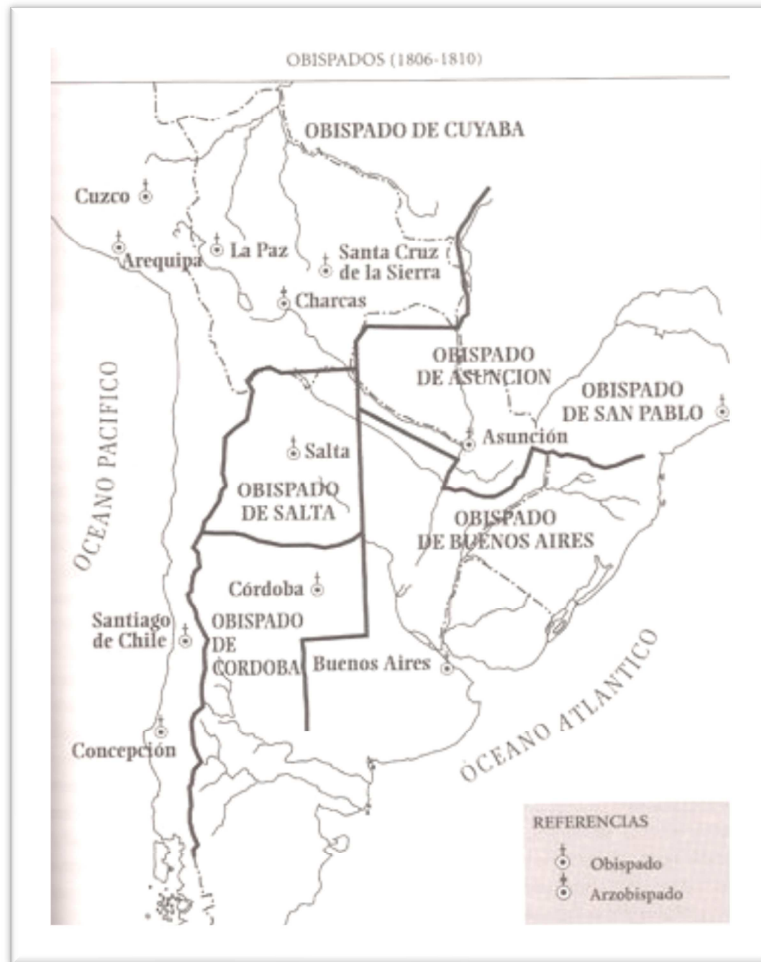 OBISPADOS (1806-1810)
OBISPADO DE CUYABA
Cuzco
Arequipa
La Paz
Santa Cruz
de la Sierra
Charcas
OBISPADO
DE ASUNCION
OBISPADO
DE SAN PABLO
OCEANO PACIFICO
Asunción
Salta
OBISPADO
DE SALTA
OBISPADO
DE BUENOS AIRES
Córdoba
Santiago
de Chile
OBISPADO
DE
CORDOBA
Buenos Aires
Concepción
OCEANO ATLANTICO
REFERENCIAS
Obispado
Arzobispado